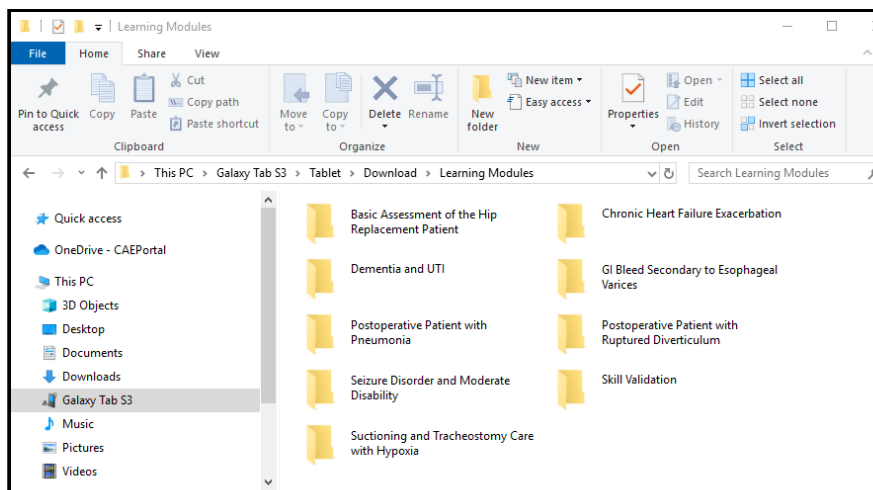 Learning Modules
File Home Share View
Pin to Quick access
Copy
Paste
Cut
Copy path
Paste shortcut
Clipboard
Move to
Copy to
Delete
Rename
Organize
New folder
New item
Easy access
New
Properties
Open
Edit
History
Open
Select all
Select none
Invert selection
Select
This PC > Galaxy Tab S3 > Tablet > Download > Learning Modules
Search Learning Modules
Quick access
OneDrive - CAEPortal
This PC
3D Objects
Desktop
Documents
Downloads
Galaxy Tab S3
Music
Pictures
Videos
Basic Assessment of the Hip
Replacement Patient
Chronic Heart Failure Exacerbation
Dementia and UTI
GI Bleed Secondary to Esophageal
Varices
Postoperative Patient with
Pneumonia
Postoperative Patient with
Ruptured Diverticulum
Seizure Disorder and Moderate
Disability
Skill Validation
Suctioning and Tracheostomy Care
with Hypoxia